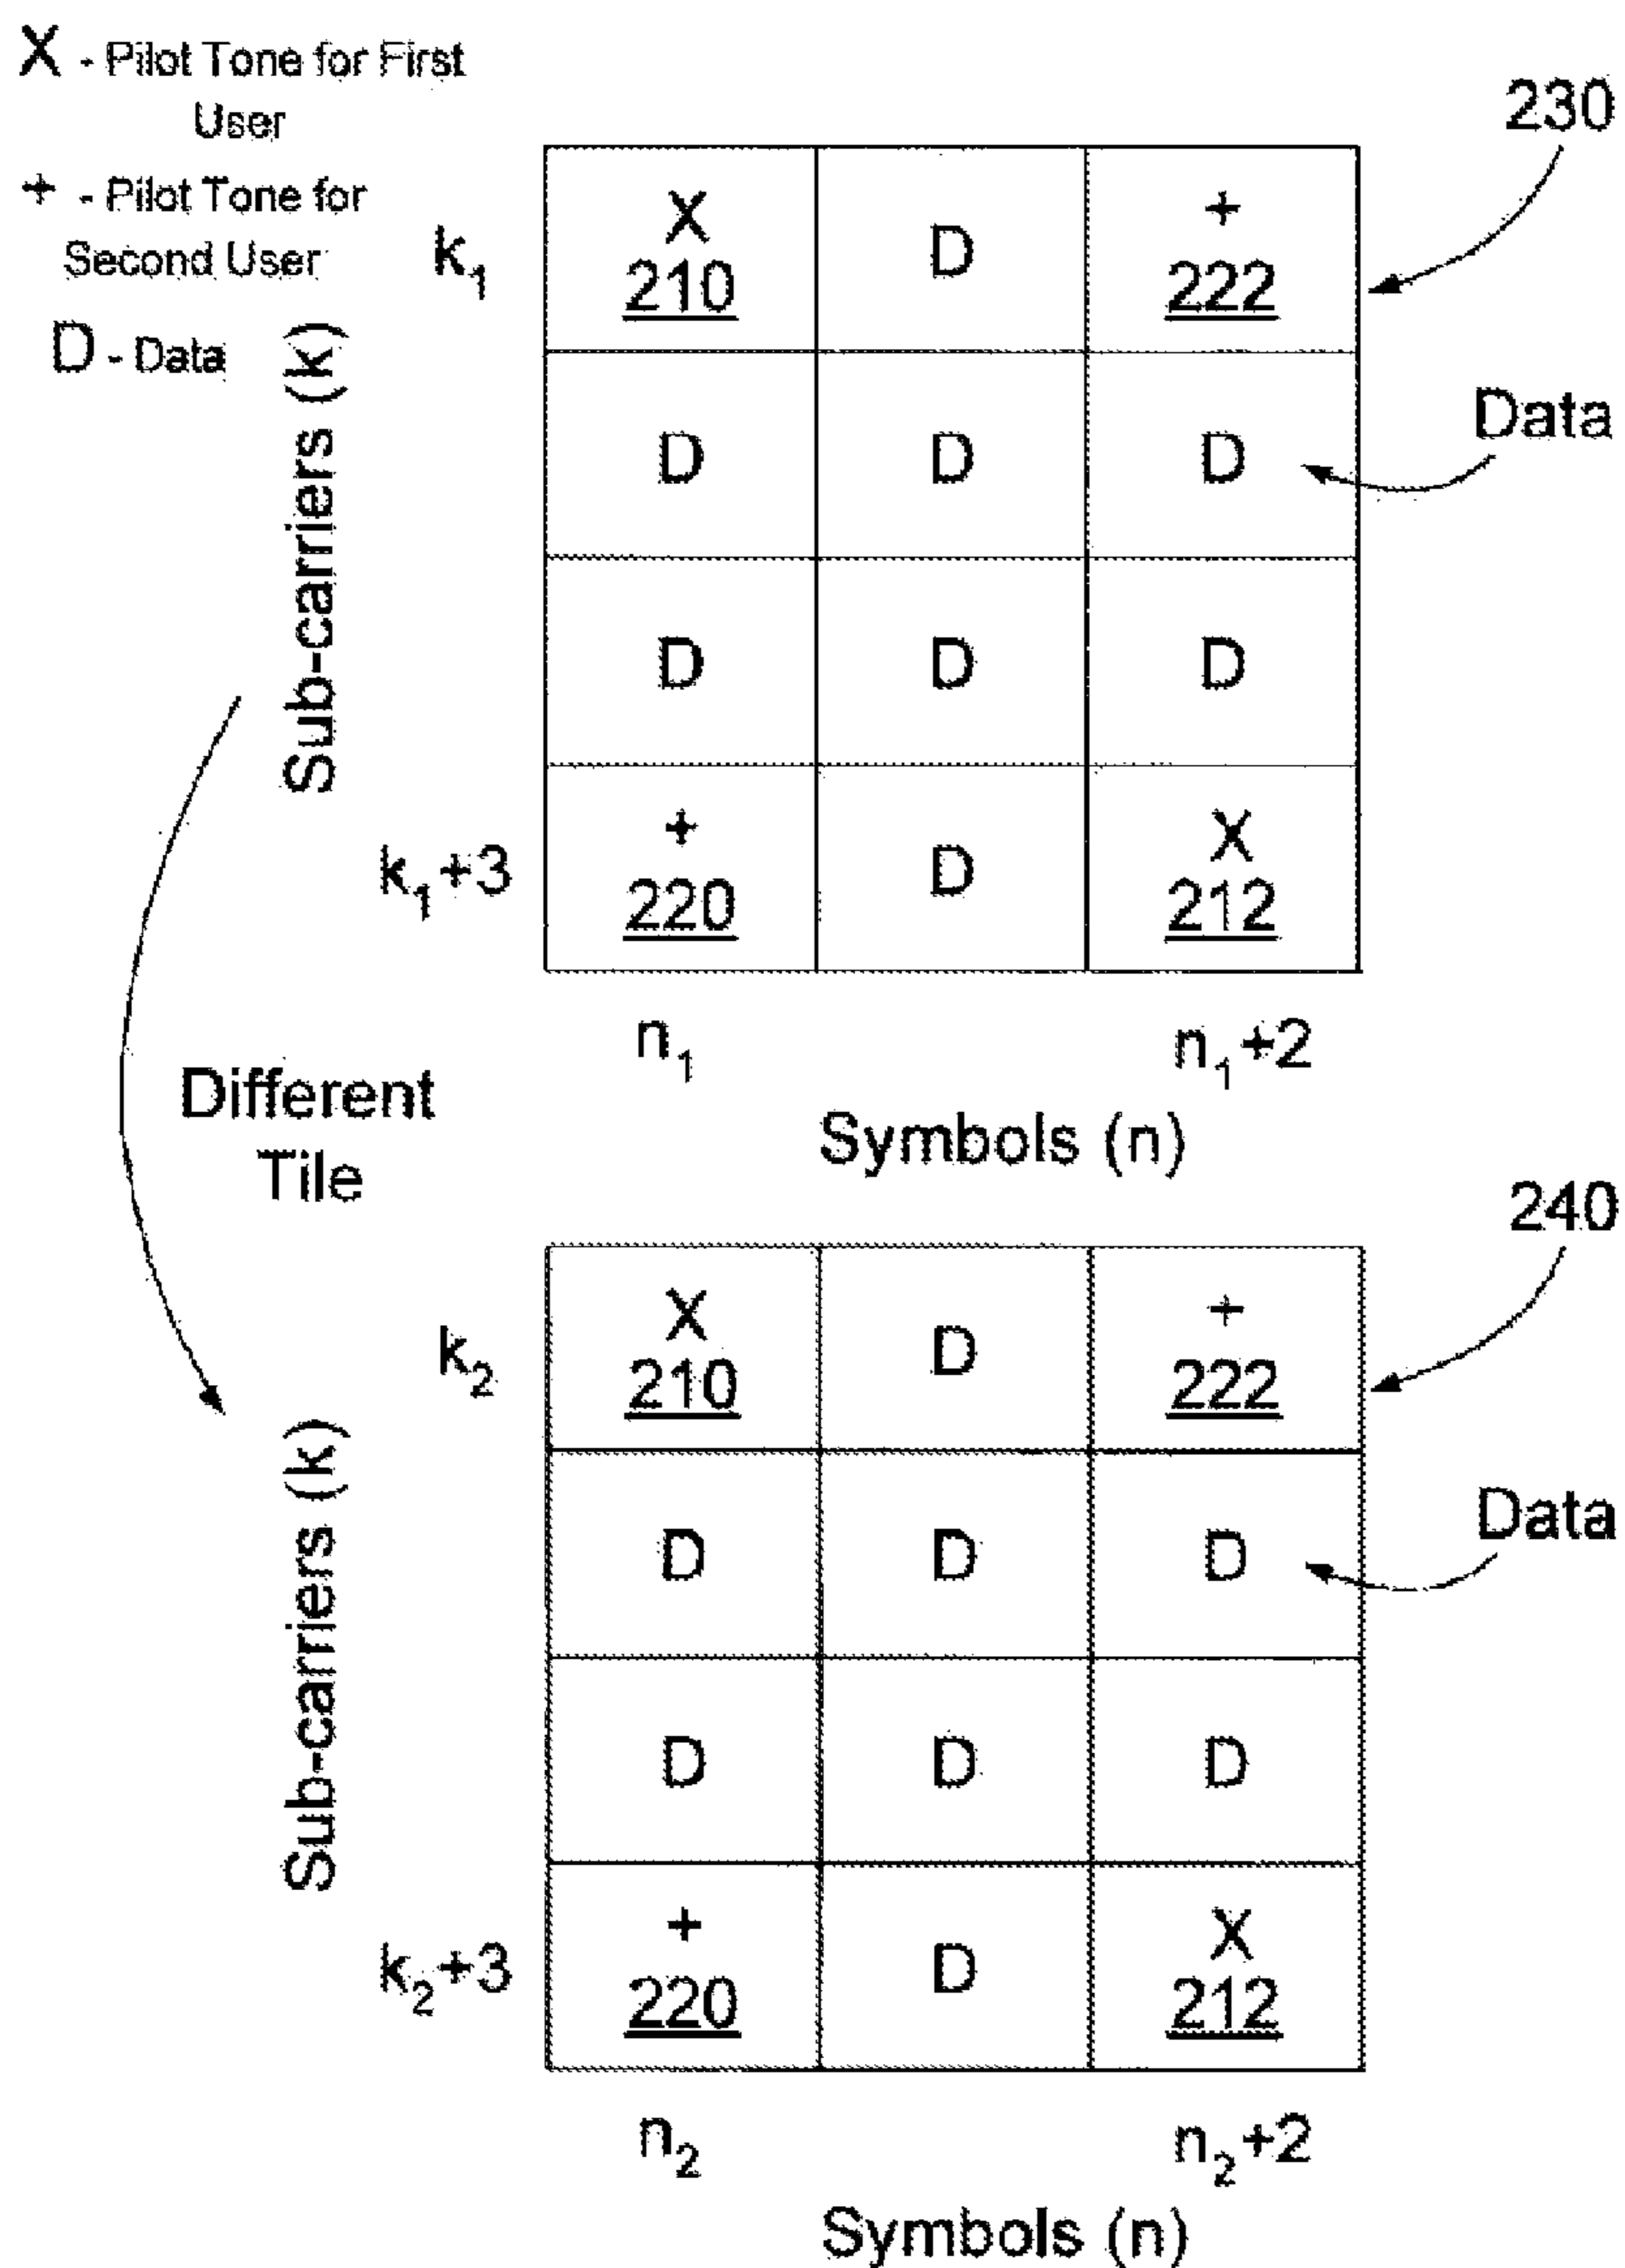 X - Pilot Tone for First
User
+ - Pilot Tone for
Second User
D - Data
230
k₁ X D +
210 222
Data
D D D
D D D
Sub-carriers (k)
+ D X
k₁+3 220 212
n₁ n₁+2
Symbols (n)
Different
Tile
240
k₂ X D +
210 222
Data
D D D
D D D
Sub-carriers (k)
+ D X
k₂+3 220 212
n₂ n₂+2
Symbols (n)